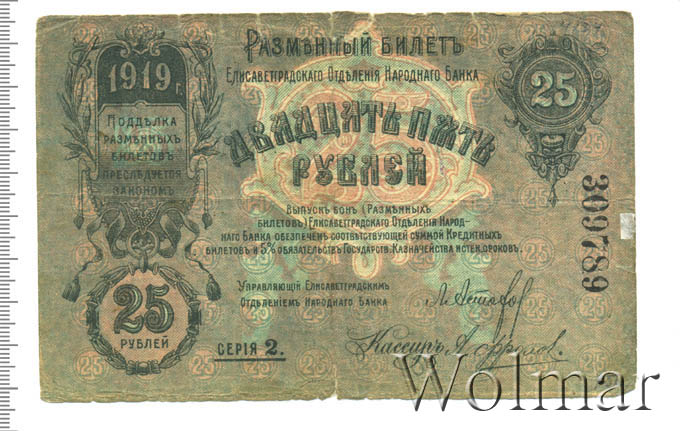 Размѣнный билетъ
Елисаветградскаго Отдѣленія Народнаго Банка
1919 г.
25
Двадцать пять
рублей
Поддѣлка
размѣнныхъ
билетовъ
преслѣдуется
закономъ
Выпускъ бонъ (размѣнныхъ
билетовъ) Елисаветградскаго Отдѣленія Народ-
наго Банка обезпеченъ соотвѣтствующей суммой Кредитныхъ
билетовъ и 5% обязательствъ Государств. Казначейства истек. сроковъ.
309789
25
рублей
Управляющій Елисаветградскимъ
Отдѣленіемъ Народнаго Банка
Серія 2.
Кассиръ
Wolmar